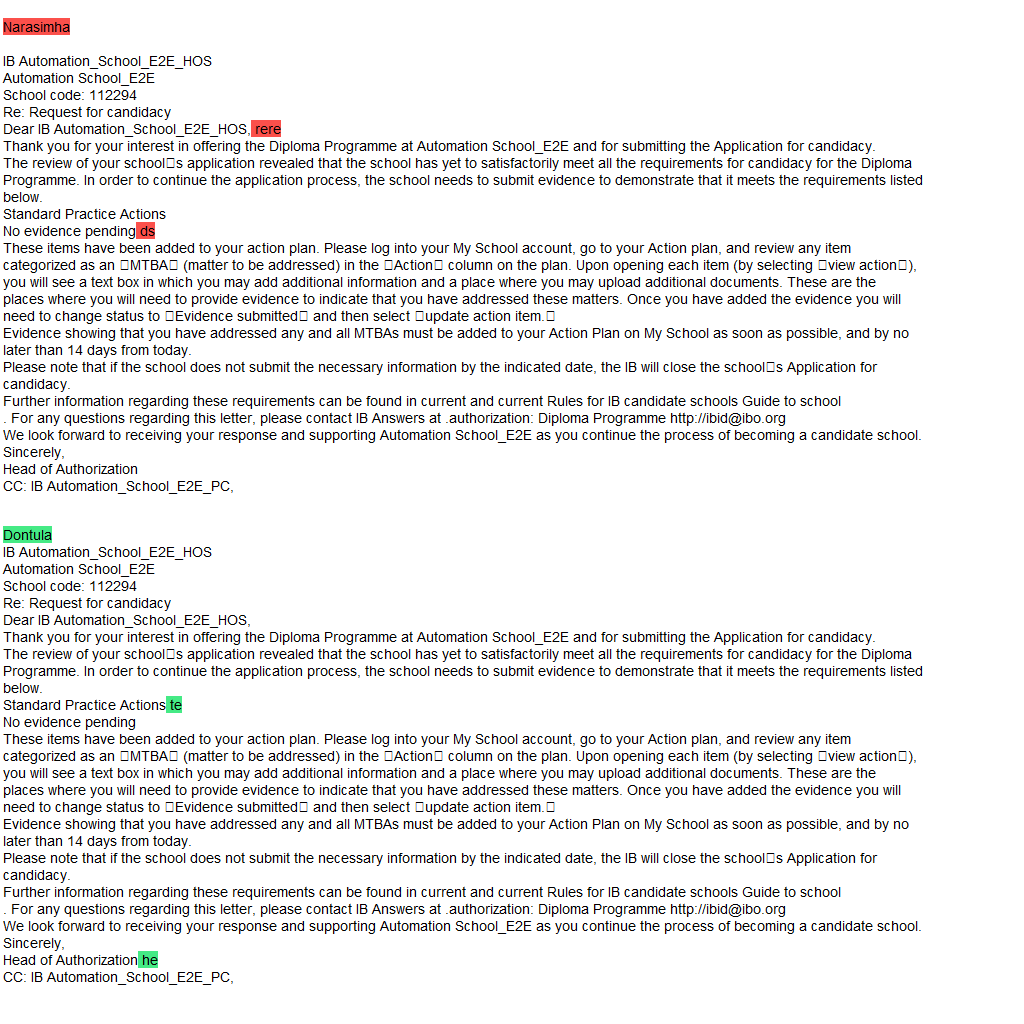 Narasimha
IB Automation_School_E2E_HOS
Automation School_E2E
School code: 112294
Re: Request for candidacy
Dear IB Automation_School_E2E_HOS, rere
Thank you for your interest in offering the Diploma Programme at Automation School_E2E and for submitting the Application for candidacy.
The review of your school□s application revealed that the school has yet to satisfactorily meet all the requirements for candidacy for the Diploma
Programme. In order to continue the application process, the school needs to submit evidence to demonstrate that it meets the requirements listed
below.
Standard Practice Actions
No evidence pending ds
These items have been added to your action plan. Please log into your My School account, go to your Action plan, and review any item
categorized as an □MTBA□ (matter to be addressed) in the □Action□ column on the plan. Upon opening each item (by selecting □view action□),
you will see a text box in which you may add additional information and a place where you may upload additional documents. These are the
places where you will need to provide evidence to indicate that you have addressed these matters. Once you have added the evidence you will
need to change status to □Evidence submitted□ and then select □update action item.□
Evidence showing that you have addressed any and all MTBAs must be added to your Action Plan on My School as soon as possible, and by no
later than 14 days from today.
Please note that if the school does not submit the necessary information by the indicated date, the IB will close the school□s Application for
candidacy.
Further information regarding these requirements can be found in current and current Rules for IB candidate schools Guide to school
. For any questions regarding this letter, please contact IB Answers at .authorization: Diploma Programme http://ibid@ibo.org
We look forward to receiving your response and supporting Automation School_E2E as you continue the process of becoming a candidate school.
Sincerely,
Head of Authorization
CC: IB Automation_School_E2E_PC,
Dontula
IB Automation_School_E2E_HOS
Automation School_E2E
School code: 112294
Re: Request for candidacy
Dear IB Automation_School_E2E_HOS,
Thank you for your interest in offering the Diploma Programme at Automation School_E2E and for submitting the Application for candidacy.
The review of your school□s application revealed that the school has yet to satisfactorily meet all the requirements for candidacy for the Diploma
Programme. In order to continue the application process, the school needs to submit evidence to demonstrate that it meets the requirements listed
below.
Standard Practice Actions te
No evidence pending
These items have been added to your action plan. Please log into your My School account, go to your Action plan, and review any item
categorized as an □MTBA□ (matter to be addressed) in the □Action□ column on the plan. Upon opening each item (by selecting □view action□),
you will see a text box in which you may add additional information and a place where you may upload additional documents. These are the
places where you will need to provide evidence to indicate that you have addressed these matters. Once you have added the evidence you will
need to change status to □Evidence submitted□ and then select □update action item.□
Evidence showing that you have addressed any and all MTBAs must be added to your Action Plan on My School as soon as possible, and by no
later than 14 days from today.
Please note that if the school does not submit the necessary information by the indicated date, the IB will close the school□s Application for
candidacy.
Further information regarding these requirements can be found in current and current Rules for IB candidate schools Guide to school
. For any questions regarding this letter, please contact IB Answers at .authorization: Diploma Programme http://ibid@ibo.org
We look forward to receiving your response and supporting Automation School_E2E as you continue the process of becoming a candidate school.
Sincerely,
Head of Authorization he
CC: IB Automation_School_E2E_PC,